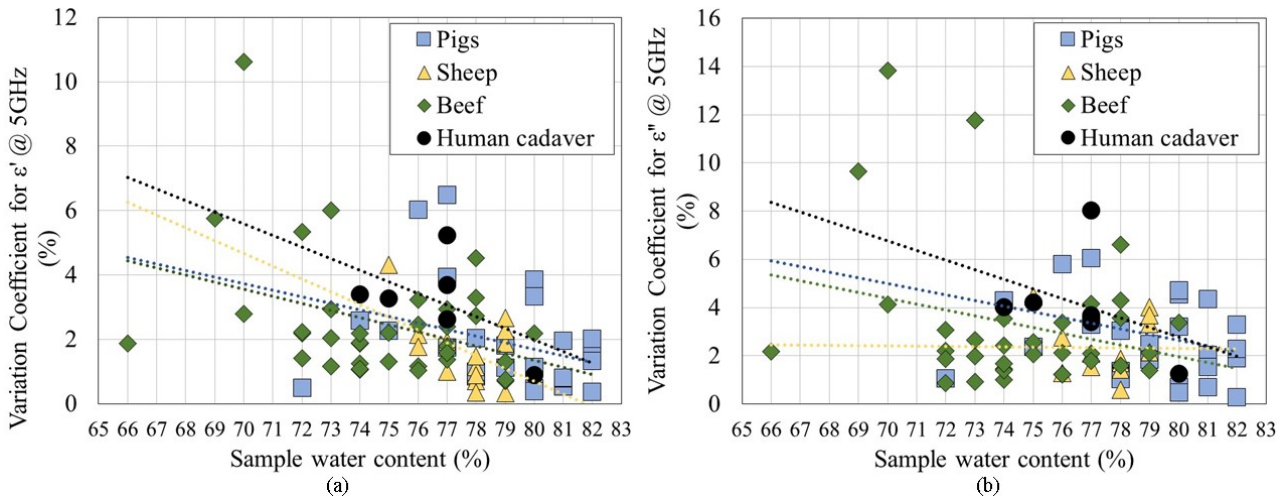 Variation Coefficient for ε' @ 5GHz
(%)
12
10
8
6
4
2
0
Pigs
Sheep
Beef
Human cadaver
65 66 67 68 69 70 71 72 73 74 75 76 77 78 79 80 81 82 83
Sample water content (%)
(a)
Variation Coefficient for ε" @ 5GHz
(%)
16
14
12
10
8
6
4
2
0
Pigs
Sheep
Beef
Human cadaver
65 66 67 68 69 70 71 72 73 74 75 76 77 78 79 80 81 82 83
Sample water content (%)
(b)